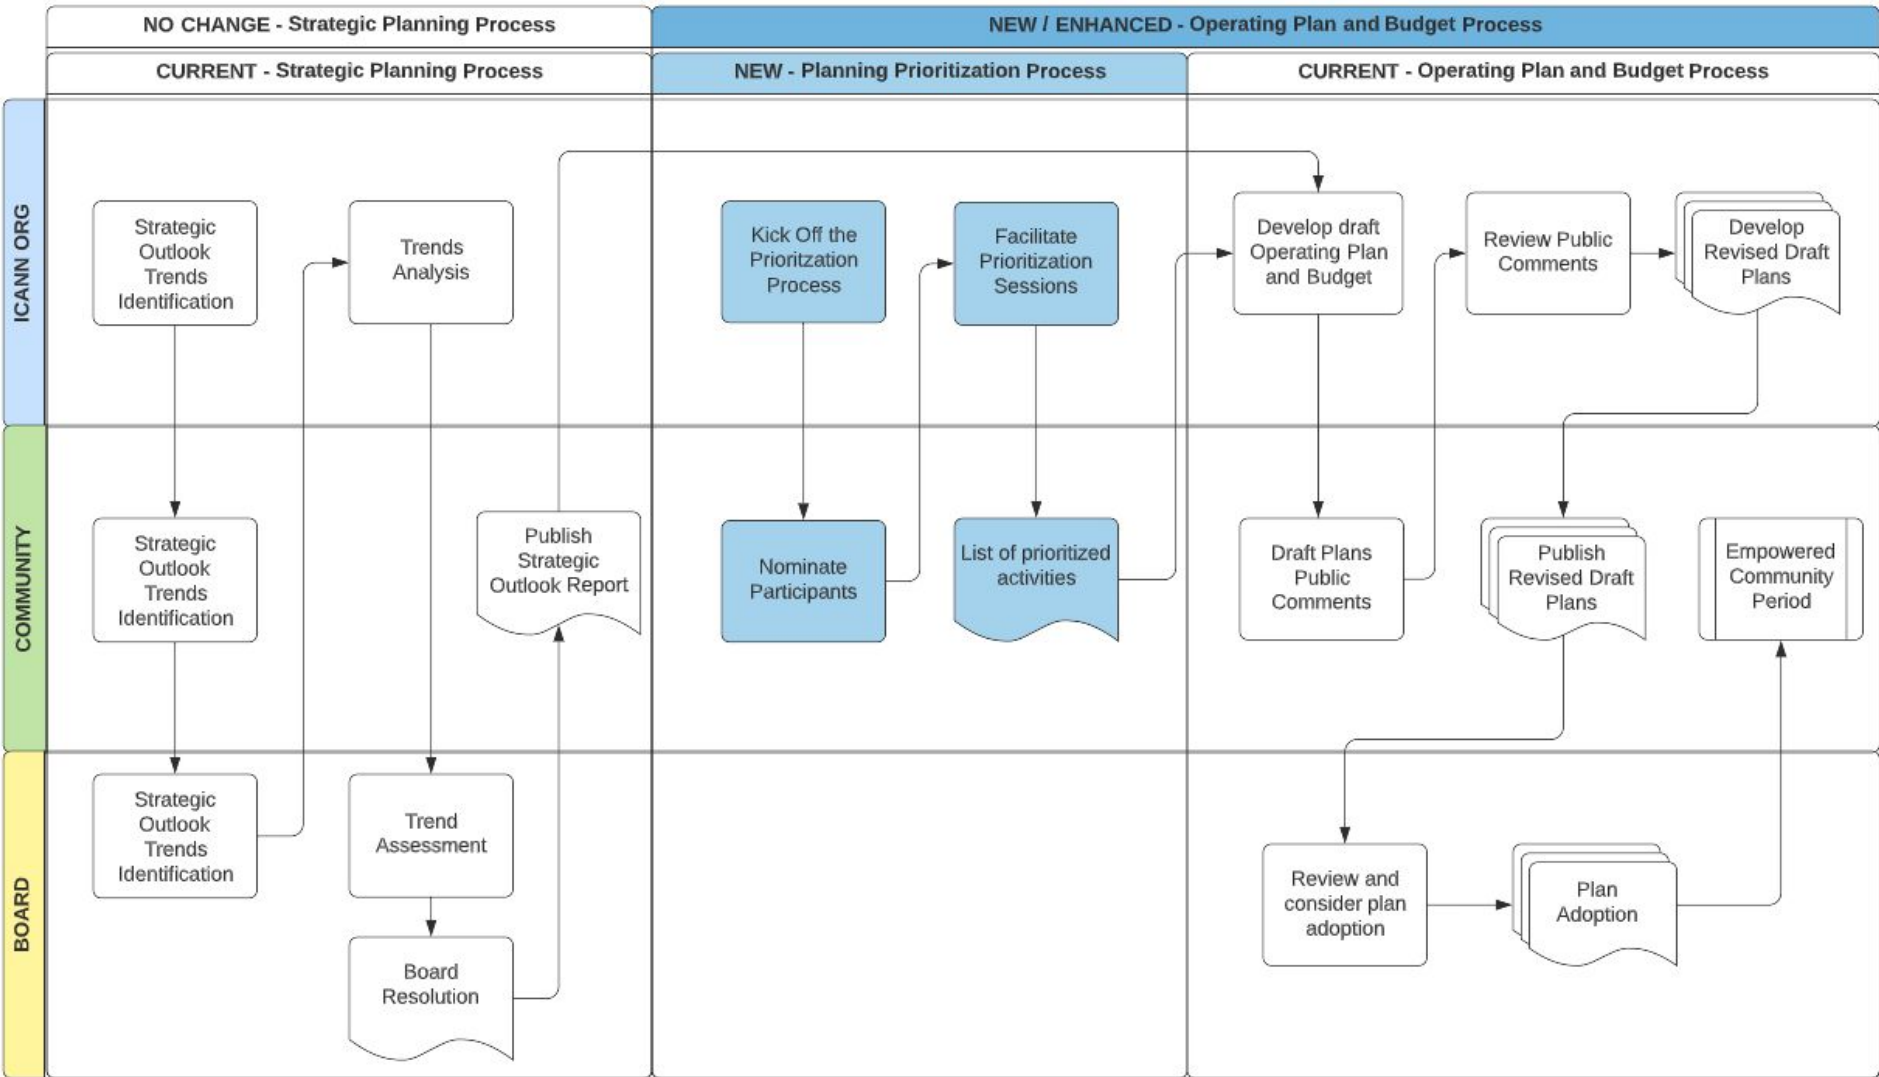 NO CHANGE - Strategic Planning Process
NEW / ENHANCED - Operating Plan and Budget Process
CURRENT - Strategic Planning Process
NEW - Planning Prioritization Process
CURRENT - Operating Plan and Budget Process
ICANN ORG
Strategic
Outlook
Trends
Identification
Trends
Analysis
Kick Off the
Prioritzation
Process
Facilitate
Prioritization
Sessions
Develop draft
Operating Plan
and Budget
Review Public
Comments
Develop
Revised Draft
Plans
COMMUNITY
Strategic
Outlook
Trends
Identification
Publish
Strategic
Outlook Report
Nominate
Participants
List of prioritized
activities
Draft Plans
Public
Comments
Publish
Revised Draft
Plans
Empowered
Community
Period
BOARD
Strategic
Outlook
Trends
Identification
Trend
Assessment
Board
Resolution
Review and
consider plan
adoption
Plan
Adoption